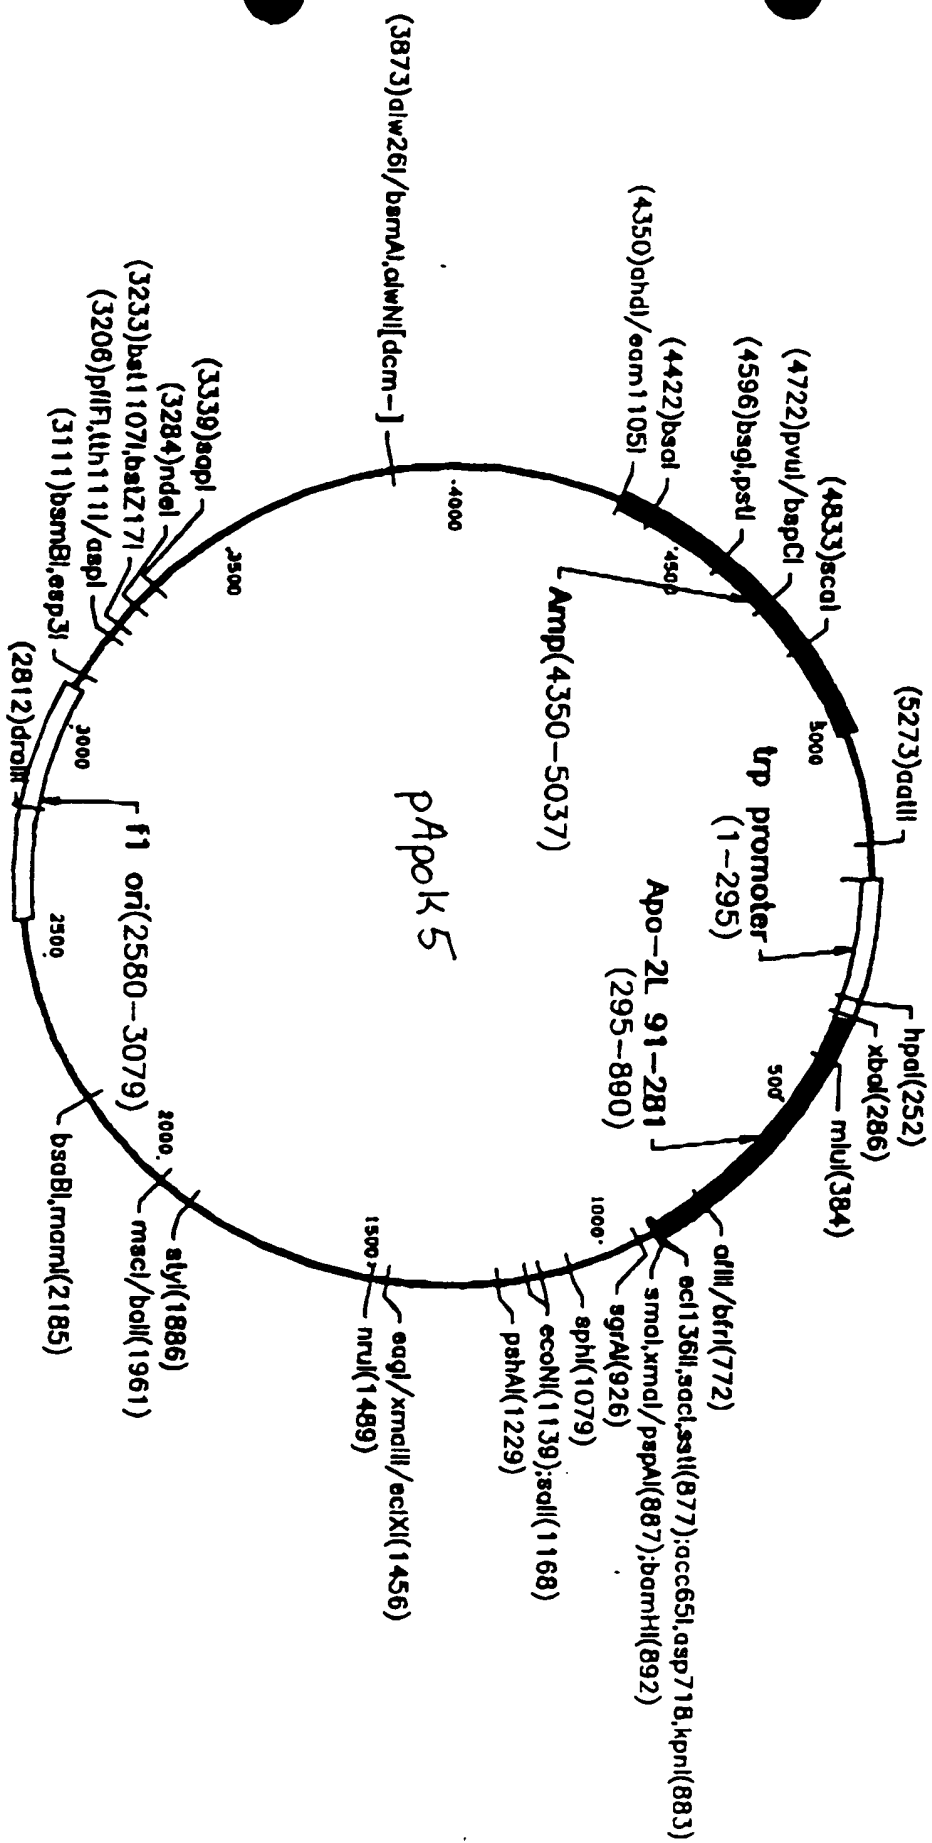 (5273)aatII
trp promoter
(1-295)
hpaI(252)
xbaI(286)
mluI(384)
Apo-2L 91-281
(295-880)
500
aflII/bfrI(772)
ecl136II,sacI,sstI(877);acc65I,asp718,kpnI(883)
smaI,xmaI/pspAI(887);bamHI(892)
sgrAI(926)
1000
sphI(1079)
ecoNI(1139);salI(1168)
pshAI(1229)
eagI/xmaIII/eclXI(1456)
nruI(1489)
1500
styI(1886)
mscI/balI(1961)
2000
bsaBI,mamI(2185)
2500
f1 ori(2580-3079)
(2812)draIII
3000
(3111)bsmBI,esp3I
(3206)pflFI,tth111I/aspI
(3233)bst1107I,bstZ17I
(3284)ndeI
(3339)sapI
3500
(3873)alw26I/bsmAI,alwNI[dcm-]
4000
(4350)ahdI/eam1105I
(4422)bsaI
4500
(4596)bsgI,pstI
(4722)pvuI/bspCI
(4833)scaI
5000
Amp(4350-5037)
pApok5